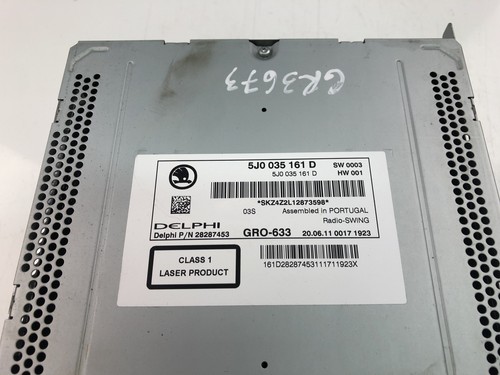 GR3673
5J0 035 161 D SW 0003
5J0 035 161 D HW 001
*SKZ4Z2L12873598*
03S Assembled in PORTUGAL
Radio-SWING
DELPHI
Delphi P/N 28287453 GRO-633 20.06.11 0017 1923
CLASS 1
LASER PRODUCT
161D28287453111711923X